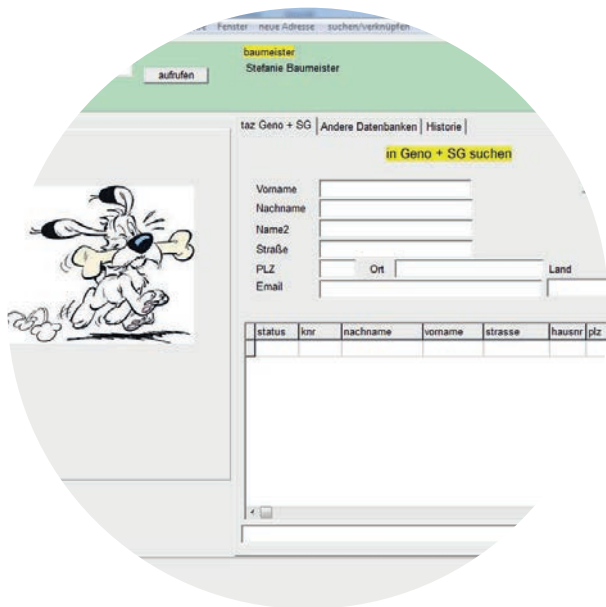 Fenster neue Adresse suchen/verknüpfen
baumeister
aufrufen
Stefanie Baumeister
taz Geno + SG Andere Datenbanken Historie
in Geno + SG suchen
Vorname
Nachname
Name2
Straße
PLZ Ort Land
Email
status knr nachname vorname strasse hausnr plz